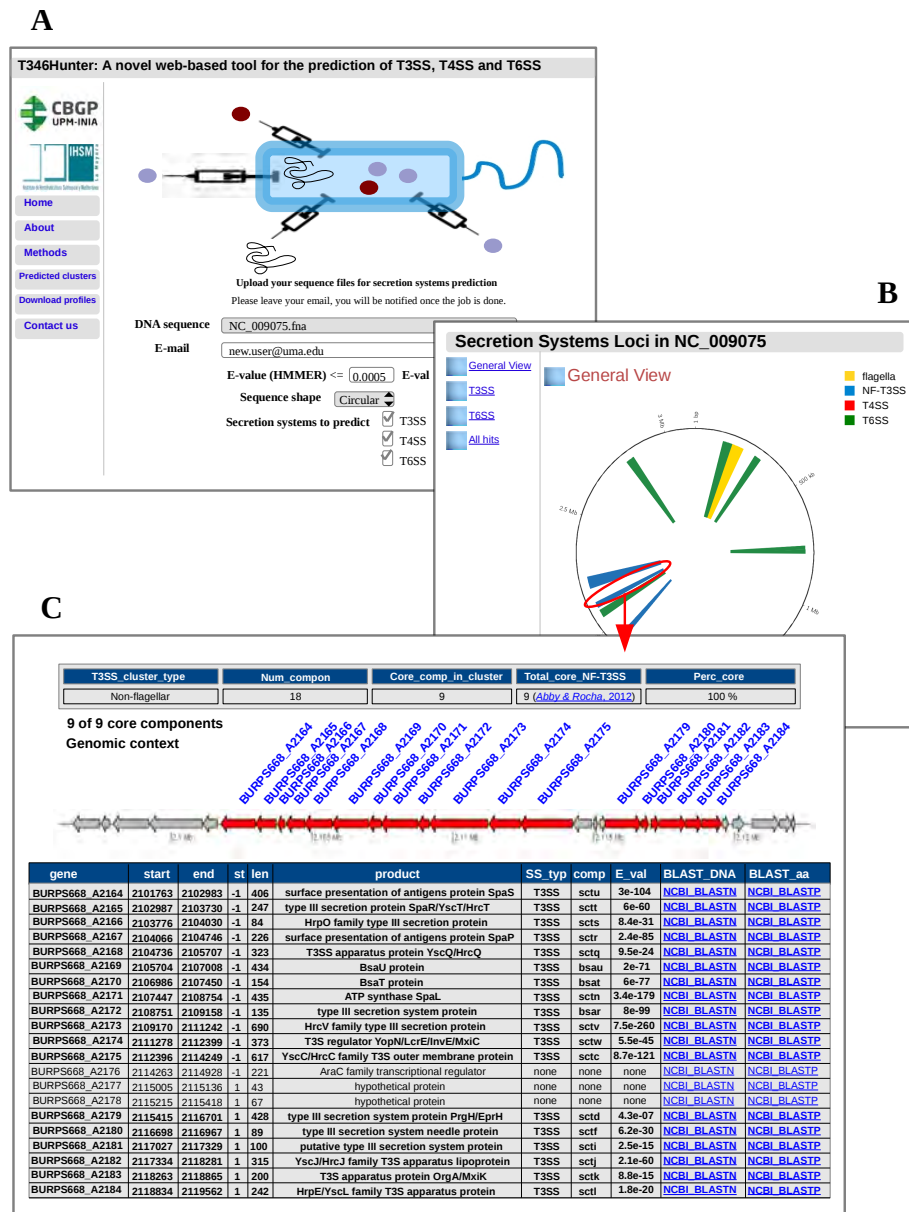 A
T346Hunter: A novel web-based tool for the prediction of T3SS, T4SS and T6SS
CBGP
UPM-INIA
IHSM
Home
About
Methods
Predicted clusters
Download profiles
Contact us
Upload your sequence files for secretion systems prediction
Please leave your email, you will be notified once the job is done.
DNA sequence NC_009075.fna
E-mail new.user@uma.edu
E-value (HMMER) <= 0.0005 E-val
Sequence shape Circular
Secretion systems to predict T3SS
T4SS
T6SS
B
Secretion Systems Loci in NC_009075
General View
T3SS
T6SS
All hits
General View
flagella
NF-T3SS
T4SS
T6SS
3 Mb
1 bp
500 kb
2.5 Mb
1 Mb
C
T3SS_cluster_type Num_compon Core_comp_in_cluster Total_core_NF-T3SS Perc_core
Non-flagellar 18 9 9 (Abby & Rocha, 2012) 100 %
9 of 9 core components
Genomic context
BURPS668_A2164
BURPS668_A2165
BURPS668_A2166
BURPS668_A2167
BURPS668_A2168
BURPS668_A2169
BURPS668_A2170
BURPS668_A2171
BURPS668_A2172
BURPS668_A2173
BURPS668_A2174
BURPS668_A2175
BURPS668_A2179
BURPS668_A2180
BURPS668_A2181
BURPS668_A2182
BURPS668_A2183
BURPS668_A2184
gene start end st len product SS_typ comp E_val BLAST_DNA BLAST_aa
BURPS668_A2164 2101763 2102983 -1 406 surface presentation of antigens protein SpaS T3SS sctu 3e-104 NCBI_BLASTN NCBI_BLASTP
BURPS668_A2165 2102987 2103730 -1 247 type III secretion protein SpaR/YscT/HrcT T3SS sctt 6e-60 NCBI_BLASTN NCBI_BLASTP
BURPS668_A2166 2103776 2104030 -1 84 HrpO family type III secretion protein T3SS scts 8.4e-31 NCBI_BLASTN NCBI_BLASTP
BURPS668_A2167 2104066 2104746 -1 226 surface presentation of antigens protein SpaP T3SS sctr 2.4e-85 NCBI_BLASTN NCBI_BLASTP
BURPS668_A2168 2104736 2105707 -1 323 T3SS apparatus protein YscQ/HrcQ T3SS sctq 9.5e-24 NCBI_BLASTN NCBI_BLASTP
BURPS668_A2169 2105704 2107008 -1 434 BsaU protein T3SS bsau 2e-71 NCBI_BLASTN NCBI_BLASTP
BURPS668_A2170 2106986 2107450 -1 154 BsaT protein T3SS bsat 6e-77 NCBI_BLASTN NCBI_BLASTP
BURPS668_A2171 2107447 2108754 -1 435 ATP synthase SpaL T3SS sctn 3.4e-179 NCBI_BLASTN NCBI_BLASTP
BURPS668_A2172 2108751 2109158 -1 135 type III secretion system protein T3SS bsar 8e-99 NCBI_BLASTN NCBI_BLASTP
BURPS668_A2173 2109170 2111242 -1 690 HrcV family type III secretion protein T3SS sctv 7.5e-260 NCBI_BLASTN NCBI_BLASTP
BURPS668_A2174 2111278 2112399 -1 373 T3S regulator YopN/LcrE/InvE/MxiC T3SS sctw 5.5e-45 NCBI_BLASTN NCBI_BLASTP
BURPS668_A2175 2112396 2114249 -1 617 YscC/HrcC family T3S outer membrane protein T3SS sctc 8.7e-121 NCBI_BLASTN NCBI_BLASTP
BURPS668_A2176 2114263 2114928 -1 221 AraC family transcriptional regulator none none none NCBI_BLASTN NCBI_BLASTP
BURPS668_A2177 2115005 2115136 1 43 hypothetical protein none none none NCBI_BLASTN NCBI_BLASTP
BURPS668_A2178 2115215 2115418 1 67 hypothetical protein none none none NCBI_BLASTN NCBI_BLASTP
BURPS668_A2179 2115415 2116701 1 428 type III secretion system protein PrgH/EprH T3SS sctd 4.3e-07 NCBI_BLASTN NCBI_BLASTP
BURPS668_A2180 2116698 2116967 1 89 type III secretion system needle protein T3SS sctf 6.2e-30 NCBI_BLASTN NCBI_BLASTP
BURPS668_A2181 2117027 2117329 1 100 putative type III secretion system protein T3SS scti 2.5e-15 NCBI_BLASTN NCBI_BLASTP
BURPS668_A2182 2117334 2118281 1 315 YscJ/HrcJ family T3S apparatus lipoprotein T3SS sctj 2.1e-60 NCBI_BLASTN NCBI_BLASTP
BURPS668_A2183 2118263 2118865 1 200 T3S apparatus protein OrgA/MxiK T3SS sctk 8.8e-15 NCBI_BLASTN NCBI_BLASTP
BURPS668_A2184 2118834 2119562 1 242 HrpE/YscL family T3S apparatus protein T3SS sctl 1.8e-20 NCBI_BLASTN NCBI_BLASTP